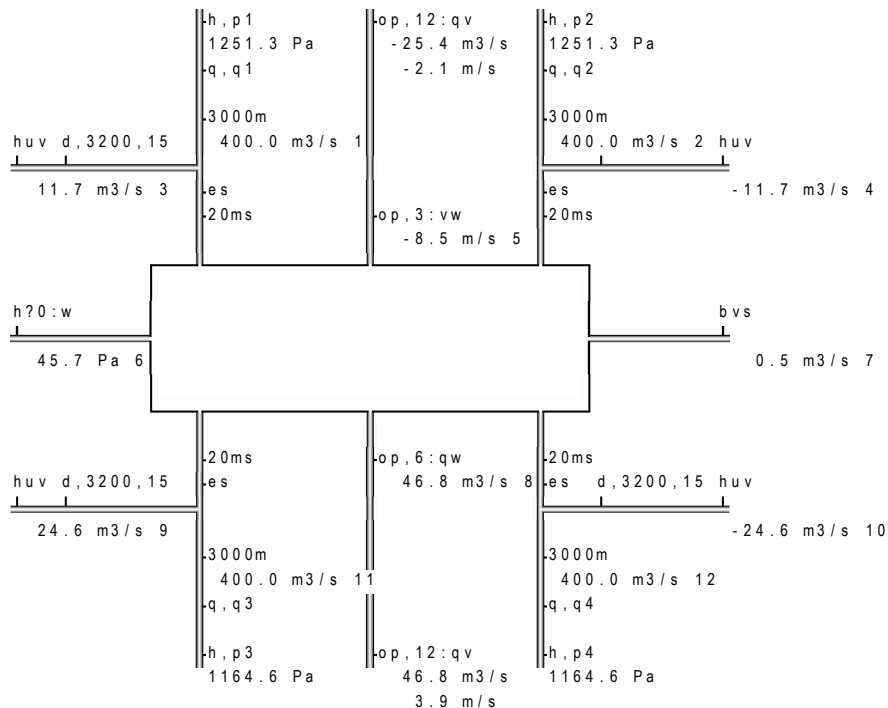 h,p1 op,12:qv h,p2
1251.3 Pa -25.4 m3/s 1251.3 Pa
q,q1 -2.1 m/s q,q2
3000m 3000m
huv d,3200,15 400.0 m3/s 1 400.0 m3/s 2 huv
11.7 m3/s 3 es es -11.7 m3/s 4
20ms op,3:vw 20ms
-8.5 m/s 5
h?0:w bvs
45.7 Pa 6 0.5 m3/s 7
20ms op,6:qw 20ms
huv d,3200,15 es 46.8 m3/s 8 es d,3200,15 huv
24.6 m3/s 9 -24.6 m3/s 10
3000m 3000m
400.0 m3/s 11 400.0 m3/s 12
q,q3 q,q4
h,p3 op,12:qv h,p4
1164.6 Pa 46.8 m3/s 1164.6 Pa
3.9 m/s